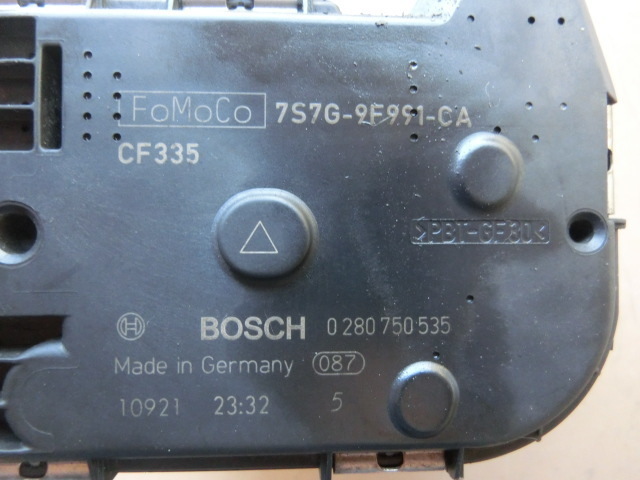 FoMoCo 7S7G-9F991-CA
CF335
>PBT-GF30<
BOSCH 0 280 750 535
Made in Germany 087
10921 23:32 5